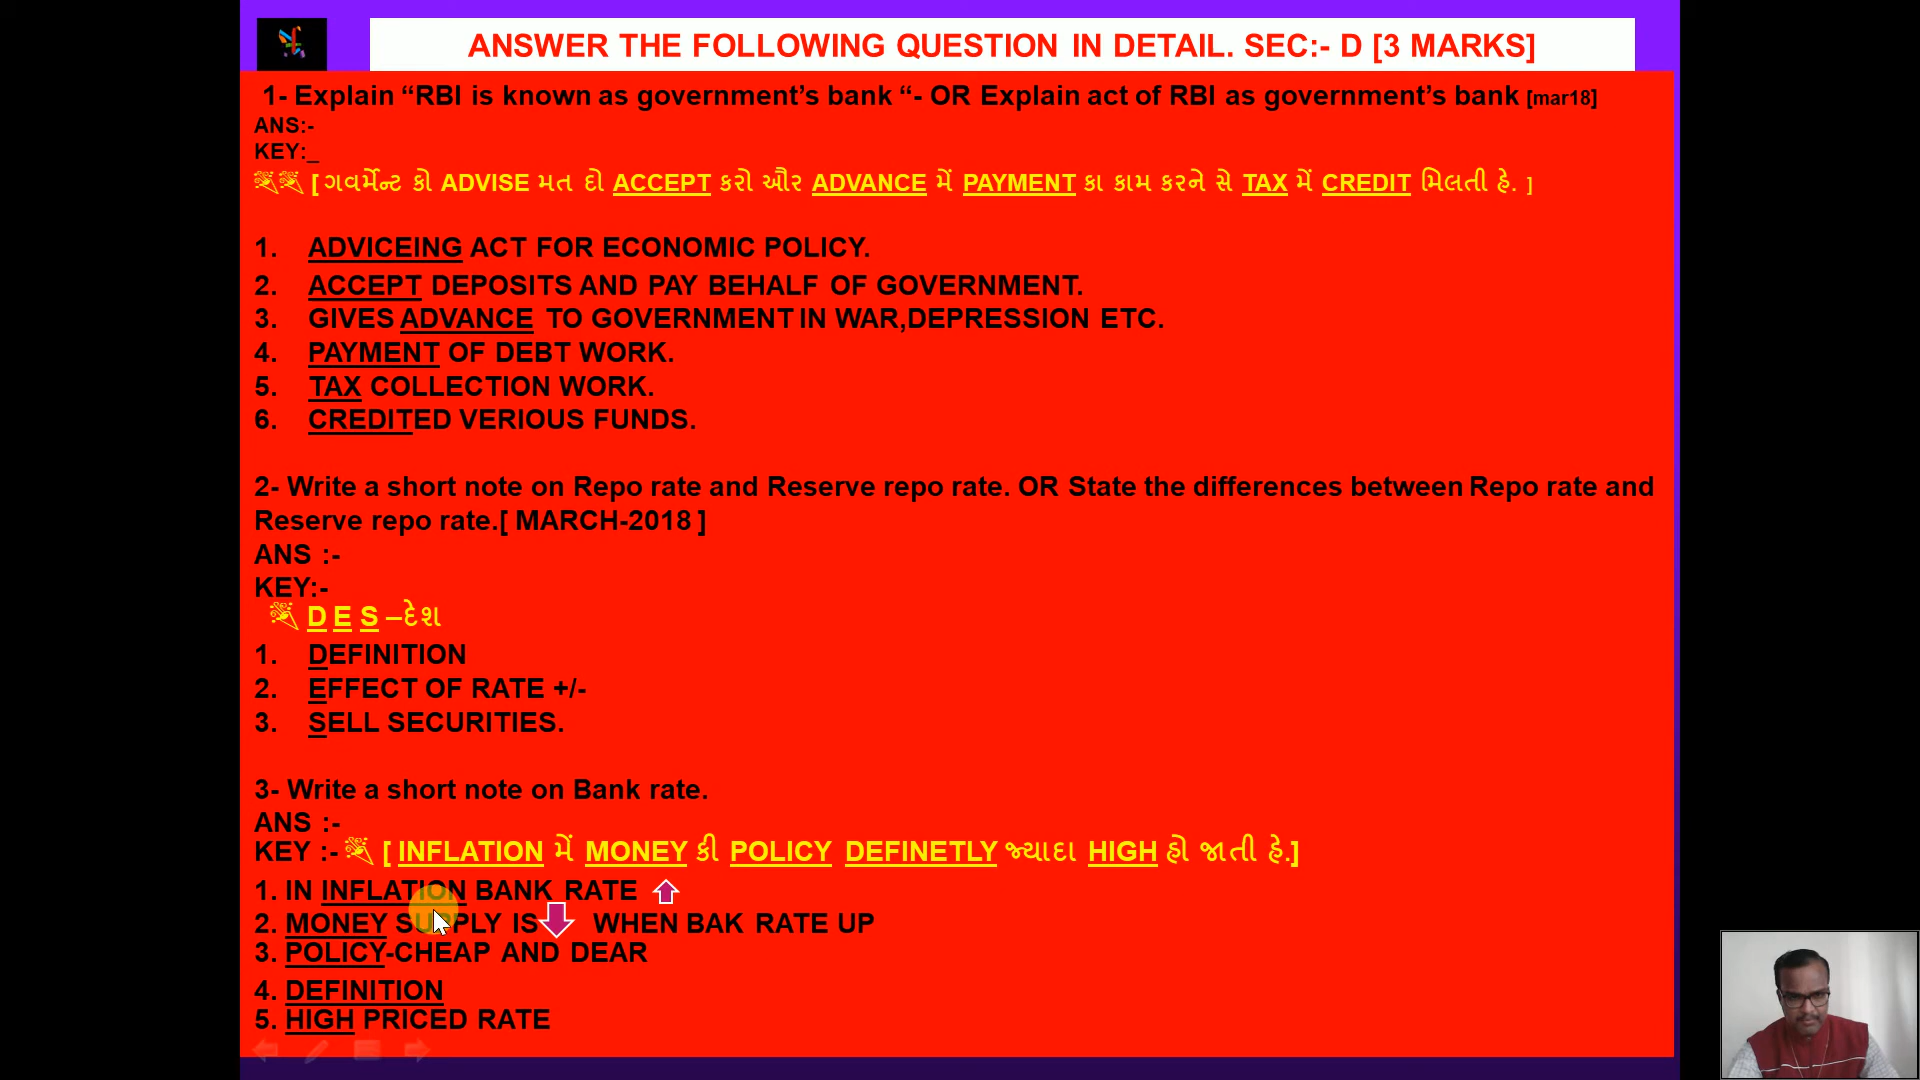 ANSWER THE FOLLOWING QUESTION IN DETAIL. SEC:- D [3 MARKS]
1- Explain “RBI is known as government’s bank “- OR Explain act of RBI as government’s bank [mar18]
ANS:-
KEY:_
[ ગવર્મેન્ટ કો ADVISE મત દો ACCEPT કરો ઔર ADVANCE મેં PAYMENT કા કામ કરને સે TAX મેં CREDIT મિલતી હે. ]
1. ADVICEING ACT FOR ECONOMIC POLICY.
2. ACCEPT DEPOSITS AND PAY BEHALF OF GOVERNMENT.
3. GIVES ADVANCE TO GOVERNMENT IN WAR,DEPRESSION ETC.
4. PAYMENT OF DEBT WORK.
5. TAX COLLECTION WORK.
6. CREDITED VERIOUS FUNDS.
2- Write a short note on Repo rate and Reserve repo rate. OR State the differences between Repo rate and
Reserve repo rate.[ MARCH-2018 ]
ANS :-
KEY:-
D E S –દેશ
1. DEFINITION
2. EFFECT OF RATE +/-
3. SELL SECURITIES.
3- Write a short note on Bank rate.
ANS :-
KEY :- [ INFLATION મેં MONEY કી POLICY DEFINETLY જ્યાદા HIGH હો જાતી હે.]
1. IN INFLATION BANK RATE
2. MONEY SUPPLY IS WHEN BAK RATE UP
3. POLICY-CHEAP AND DEAR
4. DEFINITION
5. HIGH PRICED RATE